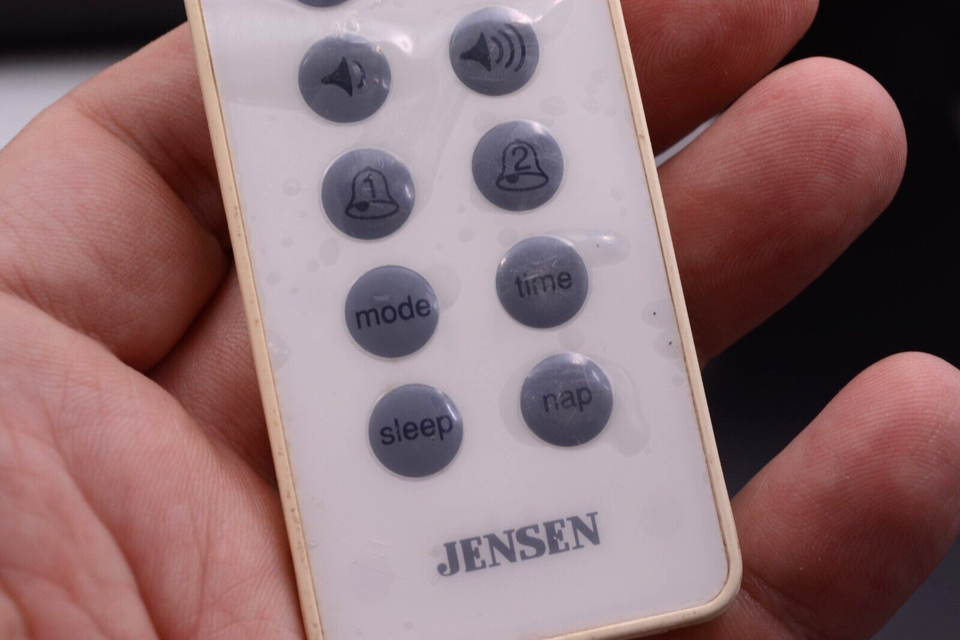 1 2
mode time
sleep nap
JENSEN